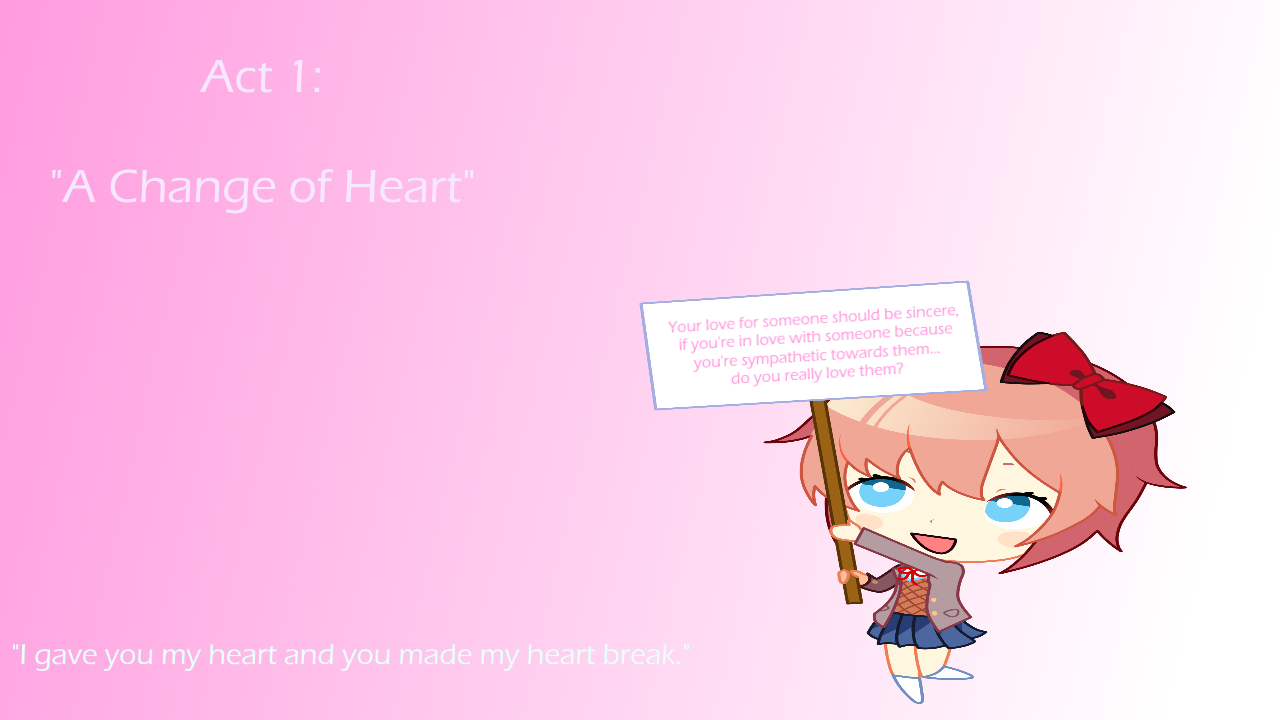 Act 1:
"A Change of Heart"
Your love for someone should be sincere,
if you're in love with someone because
you're sympathetic towards them...
do you really love them?
"I gave you my heart and you made my heart break."